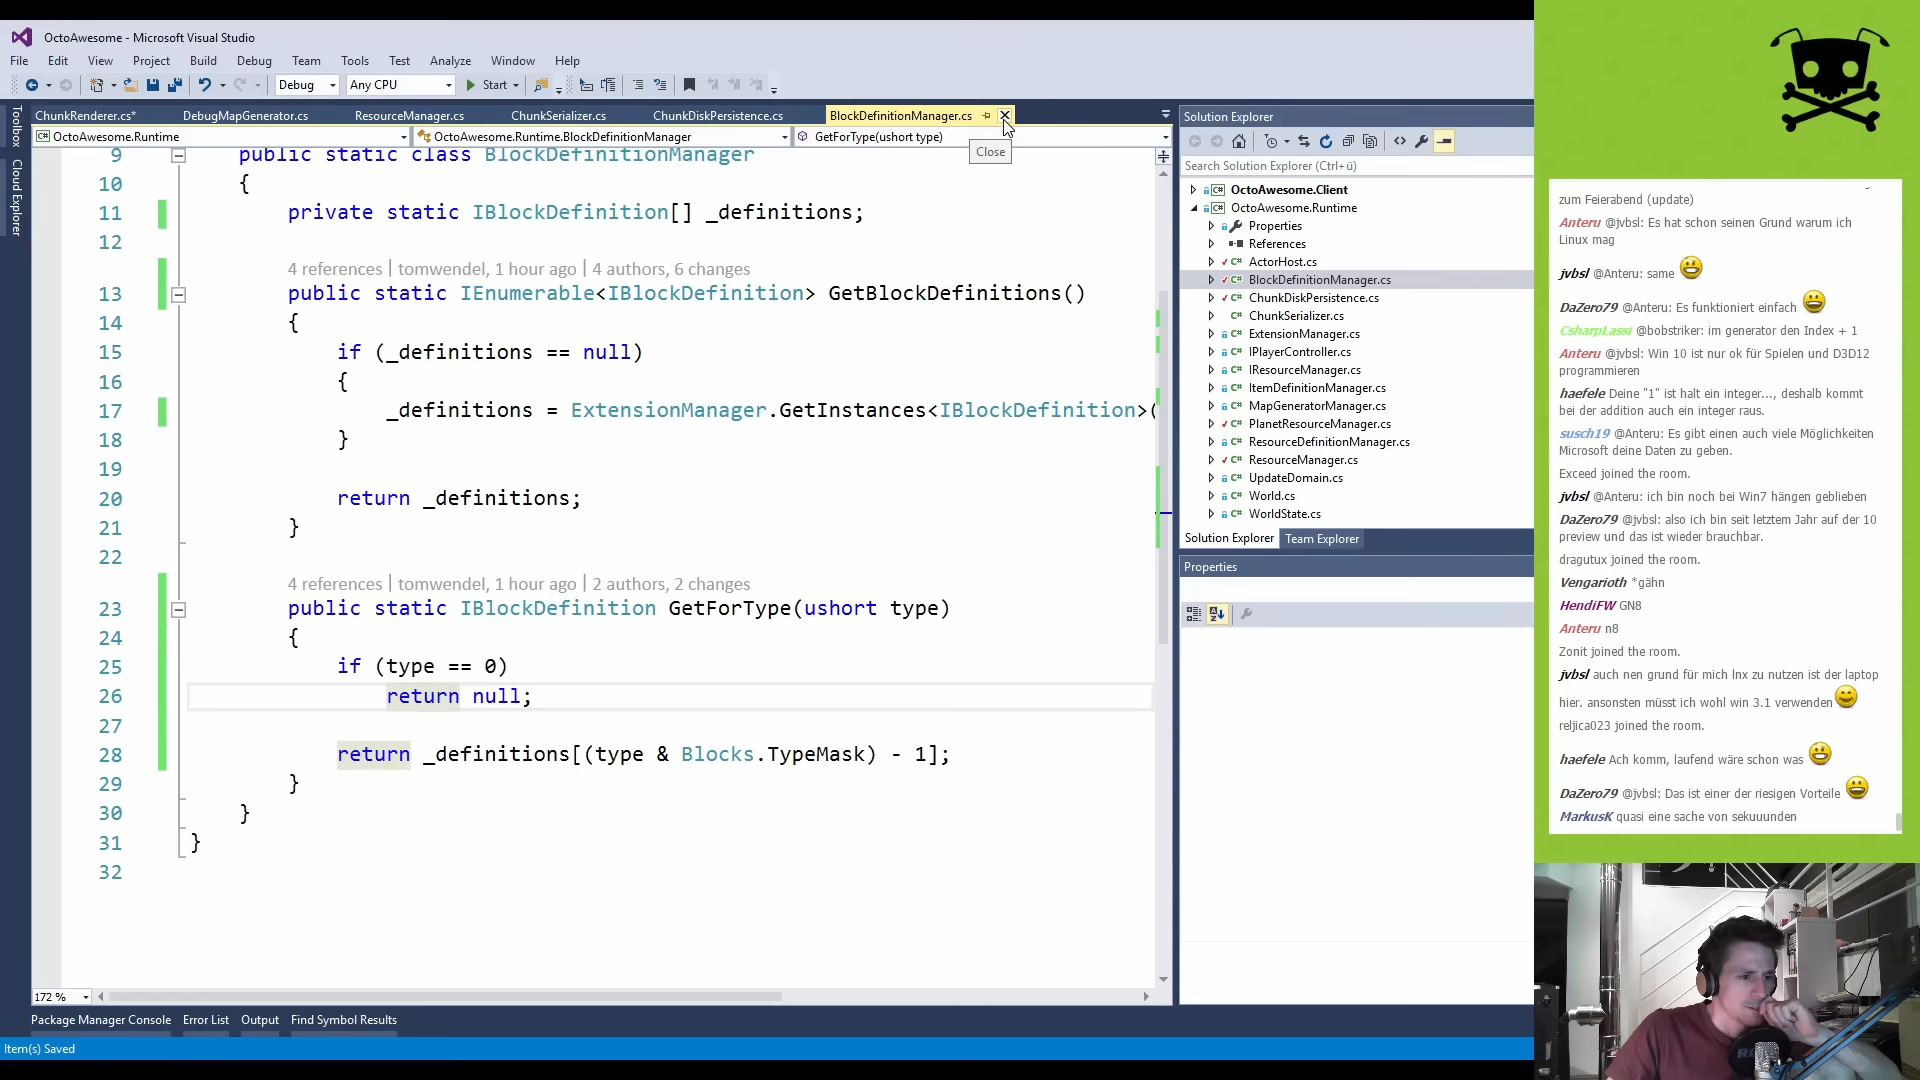 OctoAwesome - Microsoft Visual Studio
File Edit View Project Build Debug Team Tools Test Analyze Window Help
Debug Any CPU Start
ChunkRenderer.cs* DebugMapGenerator.cs ResourceManager.cs ChunkSerializer.cs ChunkDiskPersistence.cs BlockDefinitionManager.cs
OctoAwesome.Runtime OctoAwesome.Runtime.BlockDefinitionManager GetForType(ushort type)
Close
Toolbox
Cloud Explorer
9 public static class BlockDefinitionManager
10 {
11 private static IBlockDefinition[] _definitions;
12
4 references | tomwendel, 1 hour ago | 4 authors, 6 changes
13 public static IEnumerable<IBlockDefinition> GetBlockDefinitions()
14 {
15 if (_definitions == null)
16 {
17 _definitions = ExtensionManager.GetInstances<IBlockDefinition>(
18 }
19
20 return _definitions;
21 }
22
4 references | tomwendel, 1 hour ago | 2 authors, 2 changes
23 public static IBlockDefinition GetForType(ushort type)
24 {
25 if (type == 0)
26 return null;
27
28 return _definitions[(type & Blocks.TypeMask) - 1];
29 }
30 }
31 }
32
172 %
Package Manager Console Error List Output Find Symbol Results
Item(s) Saved
Solution Explorer
Search Solution Explorer (Ctrl+ü)
OctoAwesome.Client
OctoAwesome.Runtime
Properties
References
ActorHost.cs
BlockDefinitionManager.cs
ChunkDiskPersistence.cs
ChunkSerializer.cs
ExtensionManager.cs
IPlayerController.cs
IResourceManager.cs
ItemDefinitionManager.cs
MapGeneratorManager.cs
PlanetResourceManager.cs
ResourceDefinitionManager.cs
ResourceManager.cs
UpdateDomain.cs
World.cs
WorldState.cs
Solution Explorer Team Explorer
Properties
zum Feierabend (update)
Anteru @jvbsl: Es hat schon seinen Grund warum ich
Linux mag
jvbsl @Anteru: same
DaZero79 @Anteru: Es funktioniert einfach
CsharpLassi @bobstriker: im generator den Index + 1
Anteru @jvbsl: Win 10 ist nur ok für Spielen und D3D12
programmieren
haefele Deine "1" ist halt ein integer..., deshalb kommt
bei der addition auch ein integer raus.
susch19 @Anteru: Es gibt einen auch viele Möglichkeiten
Microsoft deine Daten zu geben.
Exceed joined the room.
jvbsl @Anteru: ich bin noch bei Win7 hängen geblieben
DaZero79 @jvbsl: also ich bin seit letztem Jahr auf der 10
preview und das ist wieder brauchbar.
dragutux joined the room.
Vengarioth *gähn
HendiFW GN8
Anteru n8
Zonit joined the room.
jvbsl auch nen grund für mich lnx zu nutzen ist der laptop
hier. ansonsten müsst ich wohl win 3.1 verwenden
reljica023 joined the room.
haefele Ach komm, laufend wäre schon was
DaZero79 @jvbsl: Das ist einer der riesigen Vorteile
MarkusK quasi eine sache von sekuuunden